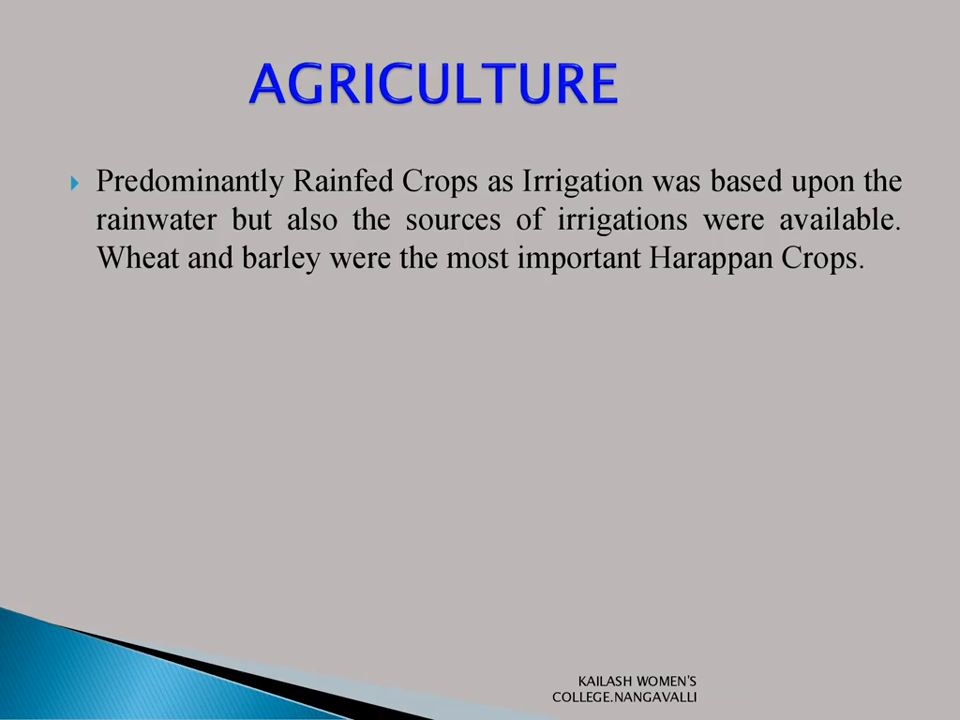 AGRICULTURE
Predominantly Rainfed Crops as Irrigation was based upon the
rainwater but also the sources of irrigations were available.
Wheat and barley were the most important Harappan Crops.
KAILASH WOMEN'S
COLLEGE.NANGAVALLI